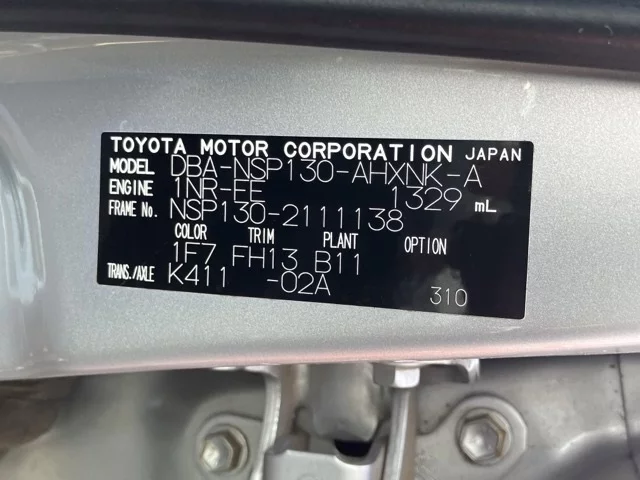 TOYOTA MOTOR CORPORATION JAPAN
MODEL DBA-NSP130-AHXNK-A
ENGINE 1NR-FE 1329 mL
FRAME No. NSP130-2111138
COLOR TRIM PLANT OPTION
1F7 FH13 B11
TRANS./AXLE K411 -02A 310